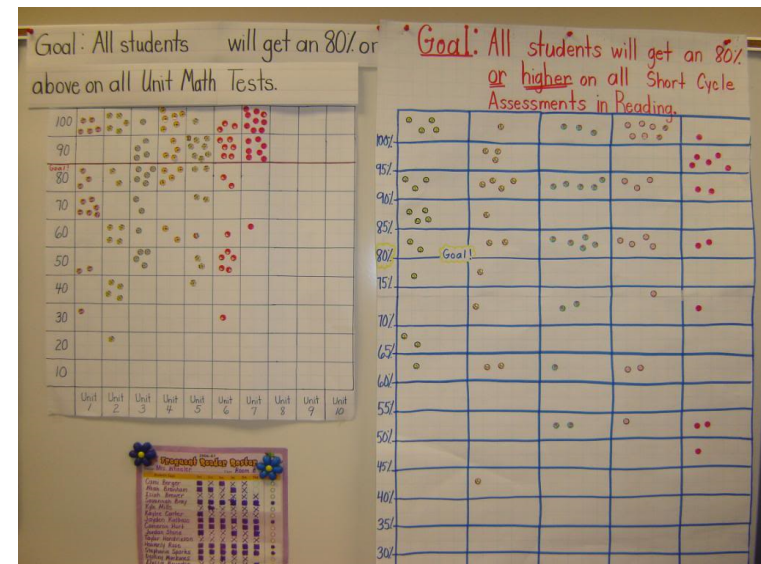 Goal: All students will get an 80% or
above on all Unit Math Tests.
100
90
Goal!
80
70
60
50
40
30
20
10
Unit 1 Unit 2 Unit 3 Unit 4 Unit 5 Unit 6 Unit 7 Unit 8 Unit 9 Unit 10
Goal: All students will get an 80%
or higher on all Short Cycle
Assessments in Reading.
100%
95%
90%
85%
80% Goal!
75%
70%
65%
60%
55%
50%
45%
40%
35%
30%
Frequent Reader Roster